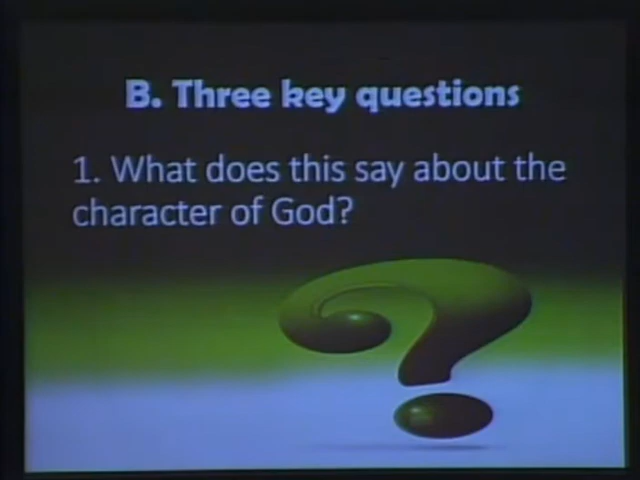 B. Three key questions
1. What does this say about the
character of God?